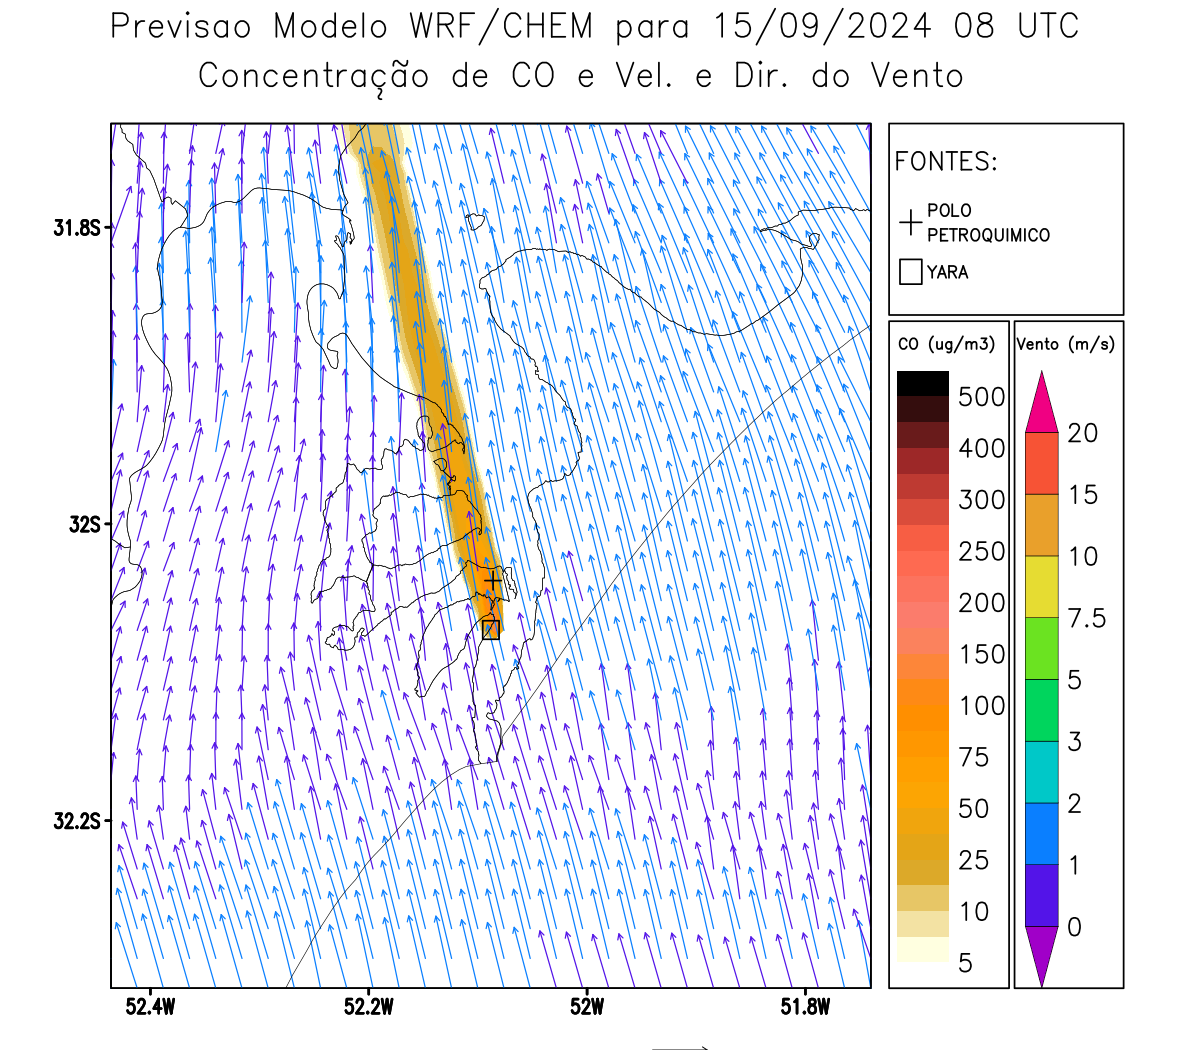 Previsao Modelo WRF/CHEM para 15/09/2024 08 UTC
Concentração de CO e Vel. e Dir. do Vento
FONTES:
POLO
PETROQUIMICO
YARA
CO (ug/m3)
500
400
300
250
200
150
100
75
50
25
10
5
Vento (m/s)
20
15
10
7.5
5
3
2
1
0
31.8S
32S
32.2S
52.4W
52.2W
52W
51.8W